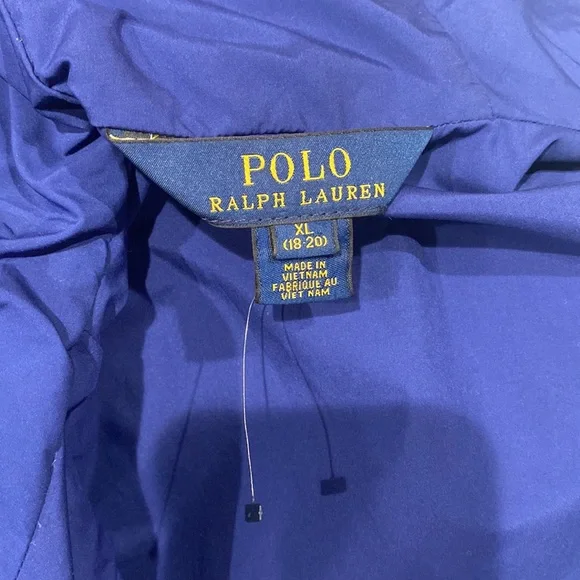 POLO
RALPH LAUREN
XL
(18-20)
MADE IN
VIETNAM
FABRIQUE AU
VIET NAM